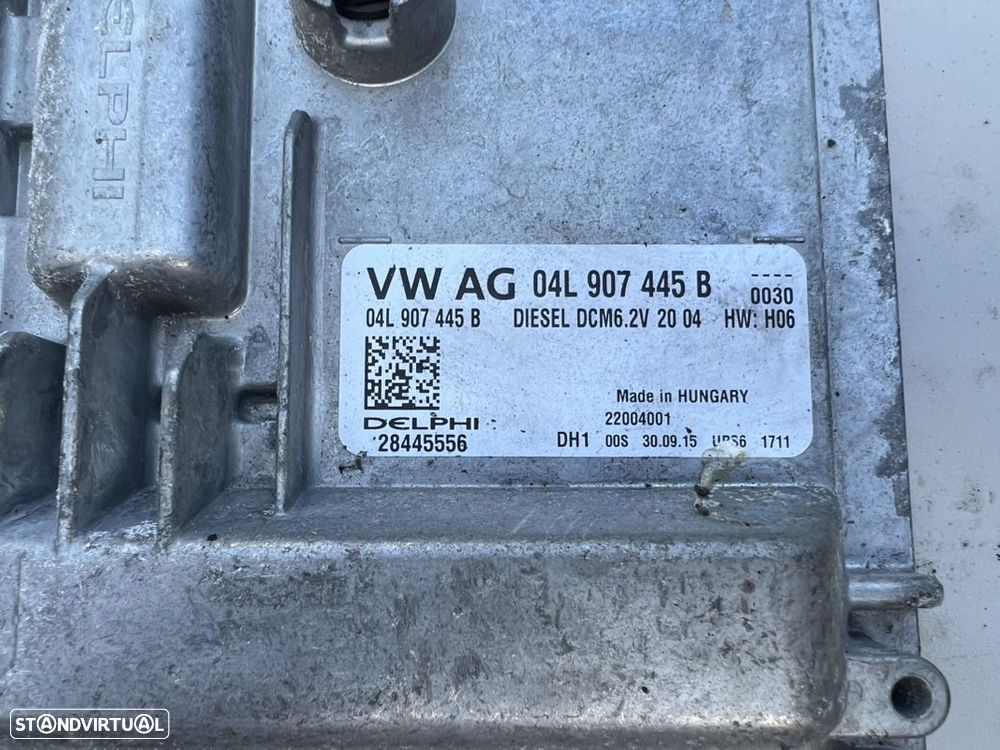 DELPHI
VW AG 04L 907 445 B
0030
04L 907 445 B DIESEL DCM6.2V 20 04 HW: H06
Made in HUNGARY
DELPHI
22004001
28445556
DH1 00S 30.09.15 UPS6 1711
STANDVIRTUAL